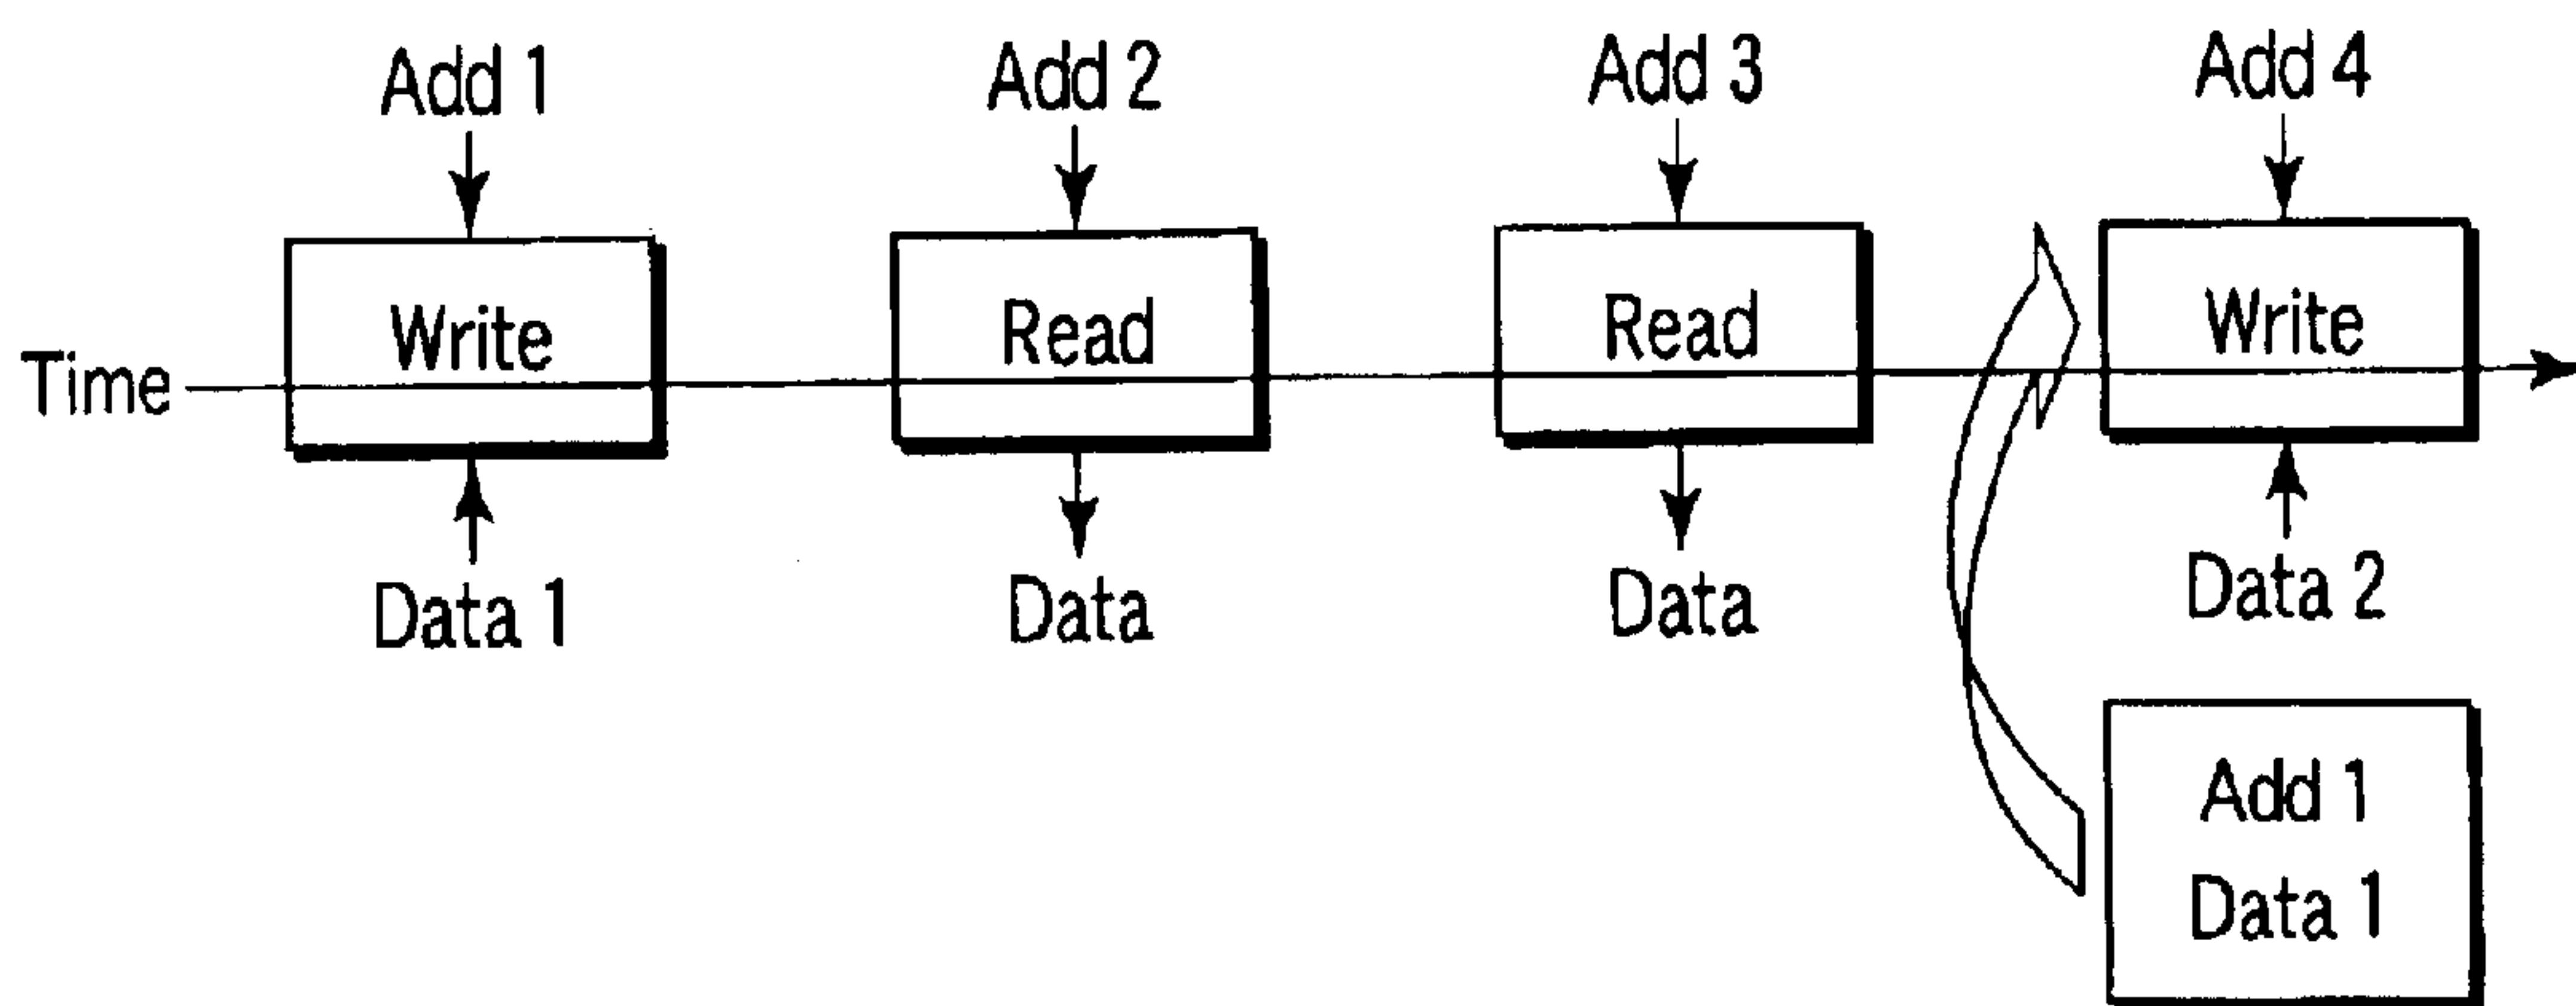 Add 1
Add 2
Add 3
Add 4
Write
Read
Read
Write
Time
Data 1
Data
Data
Data 2
Add 1
Data 1